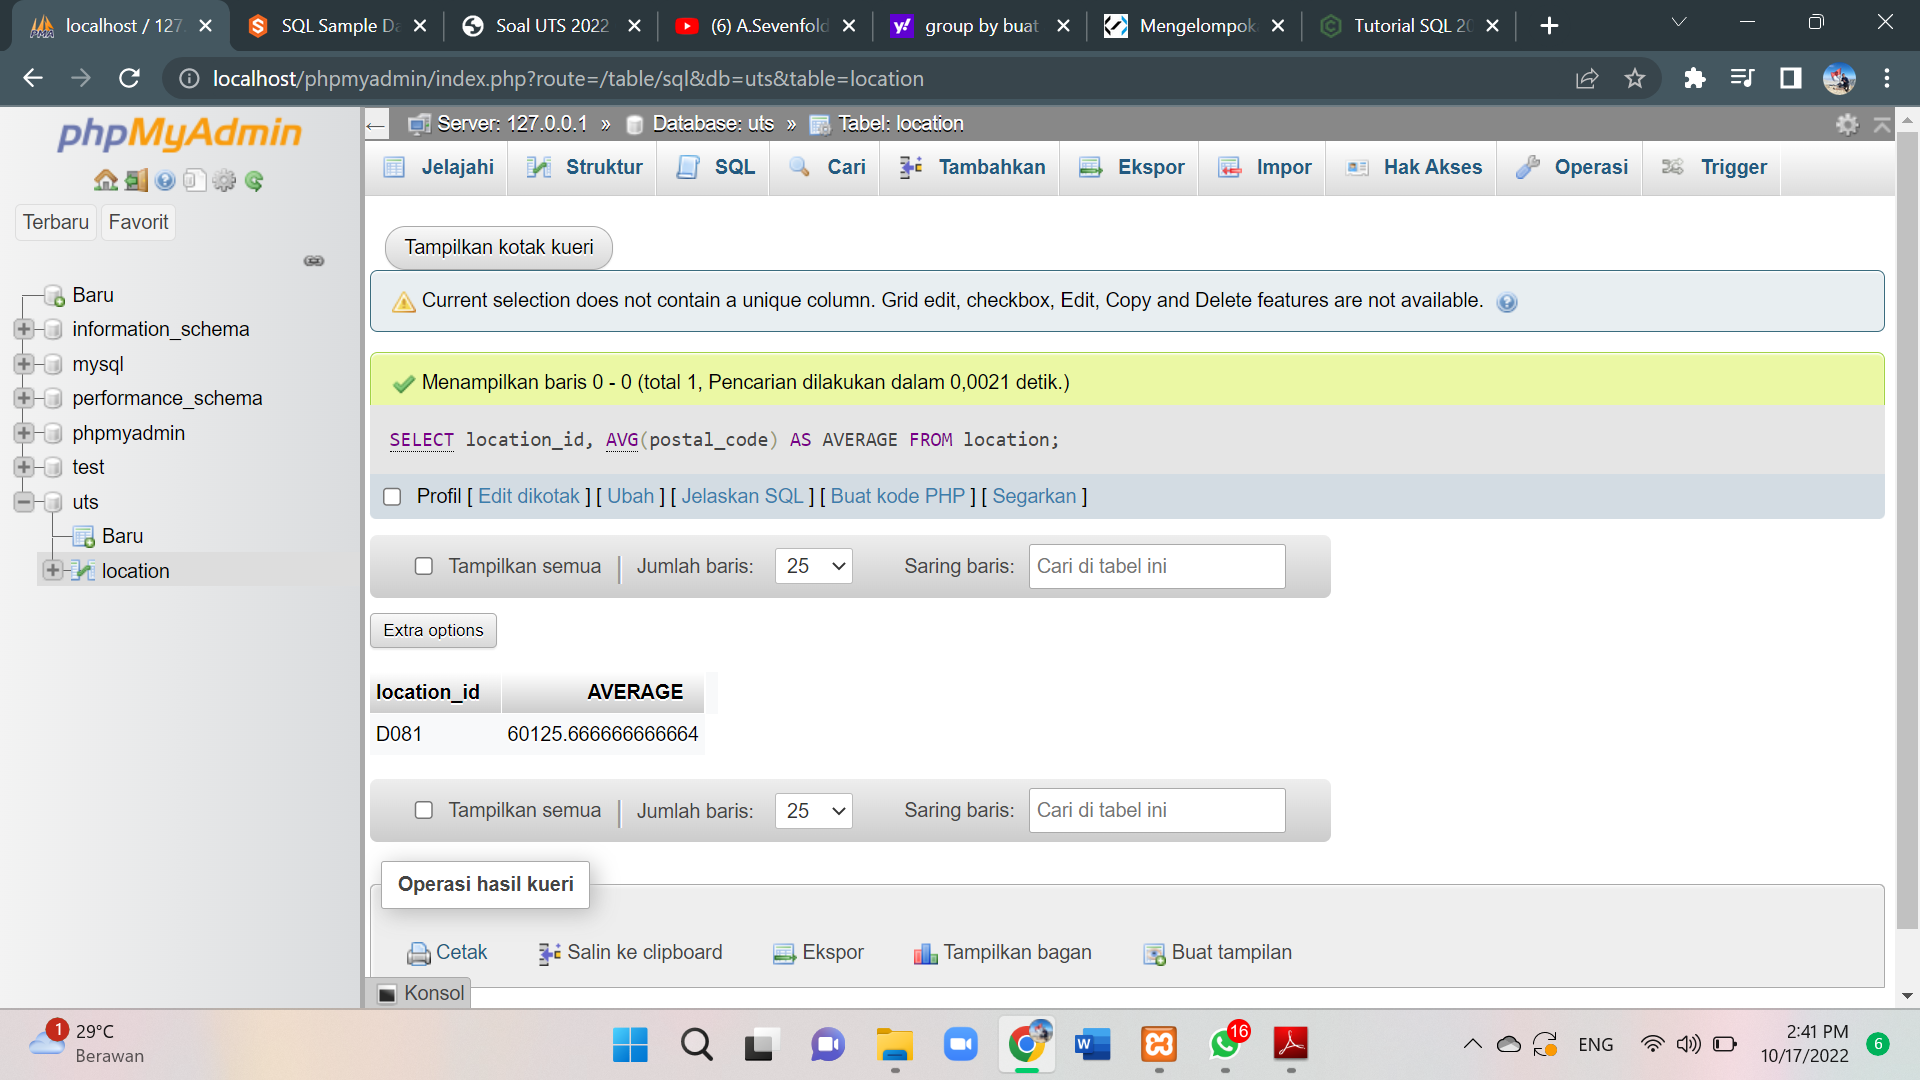 localhost / 127.
SQL Sample Da
Soal UTS 2022
(6) A.Sevenfold
group by buat
Mengelompok
Tutorial SQL 20
localhost/phpmyadmin/index.php?route=/table/sql&db=uts&table=location
phpMyAdmin
Terbaru Favorit
Baru
information_schema
mysql
performance_schema
phpmyadmin
test
uts
Baru
location
Server: 127.0.0.1 » Database: uts » Tabel: location
Jelajahi Struktur SQL Cari Tambahkan Ekspor Impor Hak Akses Operasi Trigger
Tampilkan kotak kueri
Current selection does not contain a unique column. Grid edit, checkbox, Edit, Copy and Delete features are not available.
Menampilkan baris 0 - 0 (total 1, Pencarian dilakukan dalam 0,0021 detik.)
SELECT location_id, AVG(postal_code) AS AVERAGE FROM location;
Profil [ Edit dikotak ] [ Ubah ] [ Jelaskan SQL ] [ Buat kode PHP ] [ Segarkan ]
Tampilkan semua | Jumlah baris: 25 Saring baris: Cari di tabel ini
Extra options
location_id AVERAGE
D081 60125.666666666664
Tampilkan semua | Jumlah baris: 25 Saring baris: Cari di tabel ini
Operasi hasil kueri
Cetak Salin ke clipboard Ekspor Tampilkan bagan Buat tampilan
Konsol
1
29°C
Berawan
16
ENG
2:41 PM
10/17/2022
6